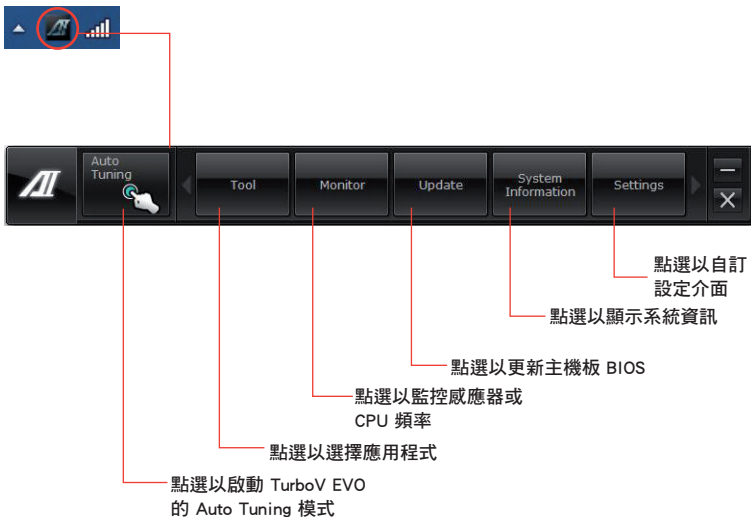 Auto
Tuning
Tool
Monitor
Update
System
Information
Settings
點選以自訂
設定介面
點選以顯示系統資訊
點選以更新主機板 BIOS
點選以監控感應器或
CPU 頻率
點選以選擇應用程式
點選以啟動 TurboV EVO
的 Auto Tuning 模式